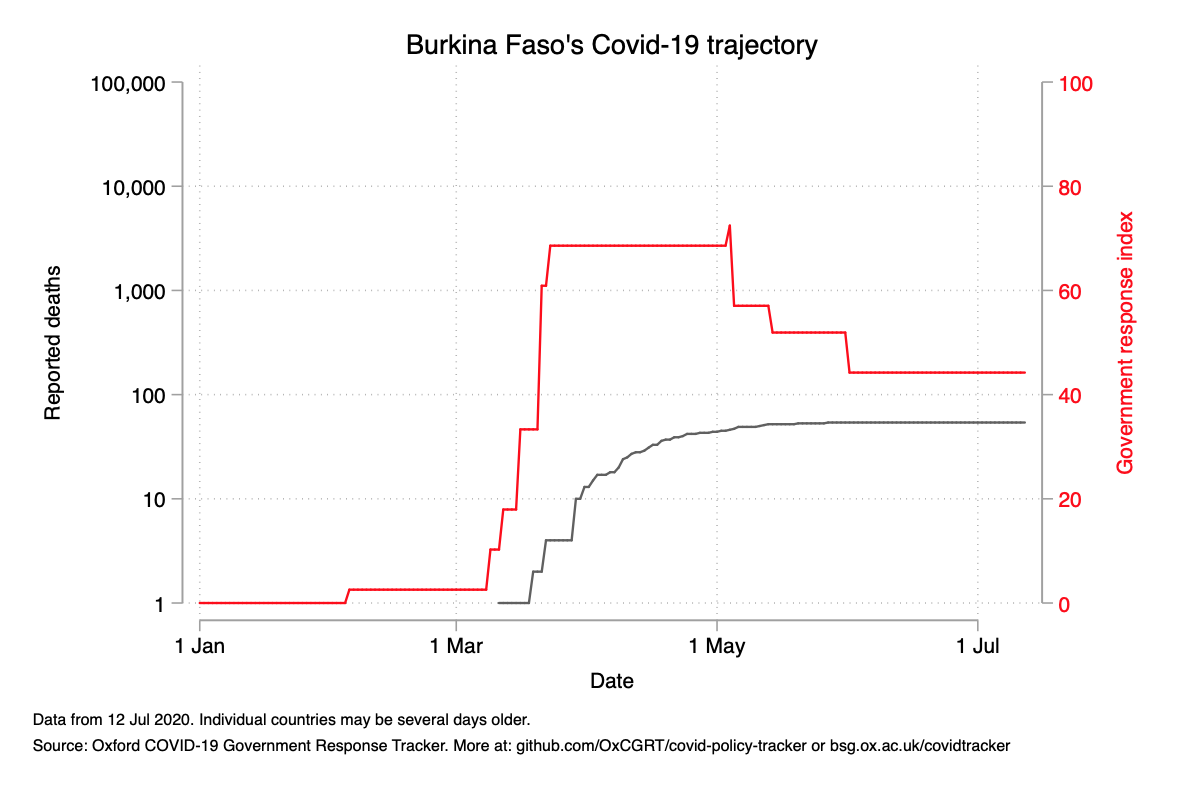 Burkina Faso's Covid-19 trajectory
100,000
10,000
1,000
100
10
1
Reported deaths
100
80
60
40
20
0
Government response index
1 Jan
1 Mar
1 May
1 Jul
Date
Data from 12 Jul 2020. Individual countries may be several days older.
Source: Oxford COVID-19 Government Response Tracker. More at: github.com/OxCGRT/covid-policy-tracker or bsg.ox.ac.uk/covidtracker